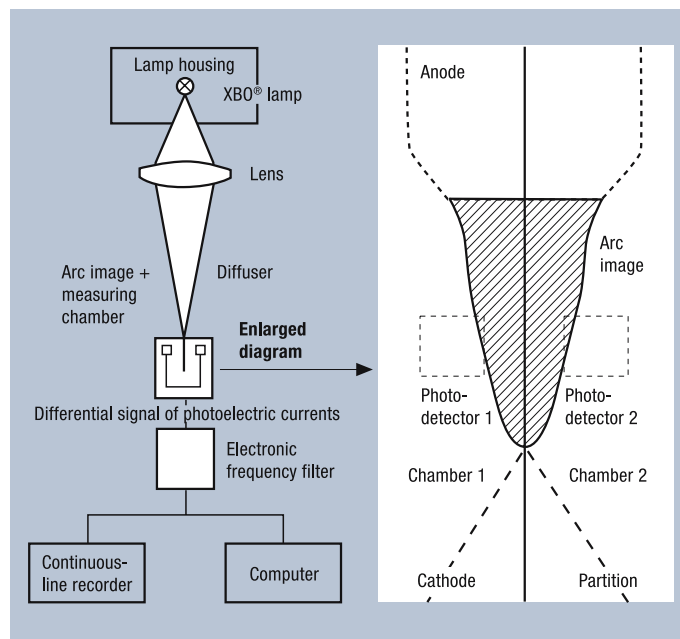 Lamp housing
XBO® lamp
Lens
Arc image +
measuring
chamber
Diffuser
Enlarged
diagram
Differential signal of photoelectric currents
Electronic
frequency filter
Continuous-
line recorder
Computer
Anode
Arc
image
Photo-
detector 1
Photo-
detector 2
Chamber 1
Chamber 2
Cathode
Partition